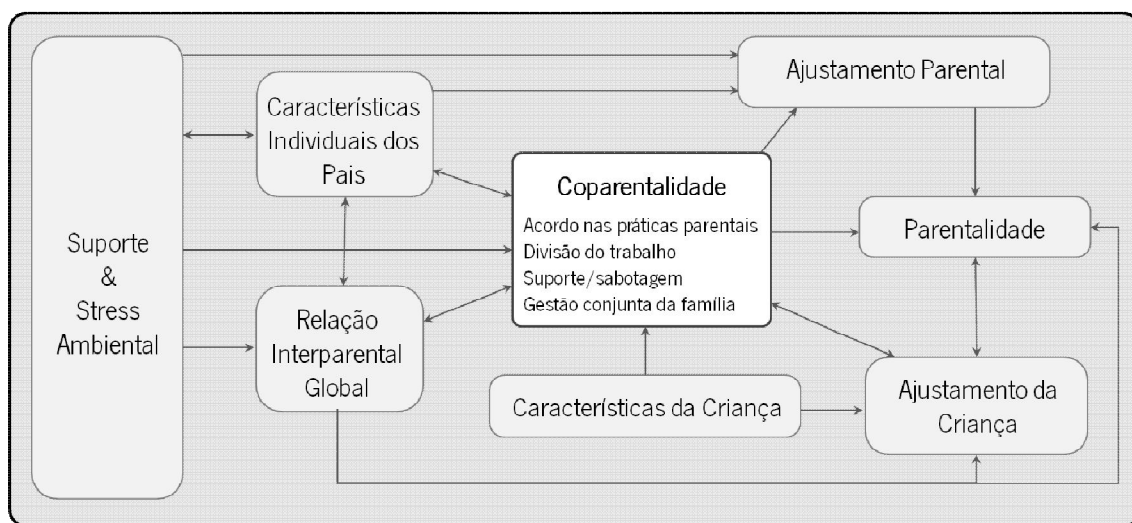 Suporte
&
Stress
Ambiental
Características
Individuais dos
Pais
Relação
Interparental
Global
Coparentalidade
Acordo nas práticas parentais
Divisão do trabalho
Suporte/sabotagem
Gestão conjunta da família
Características da Criança
Ajustamento Parental
Parentalidade
Ajustamento da
Criança